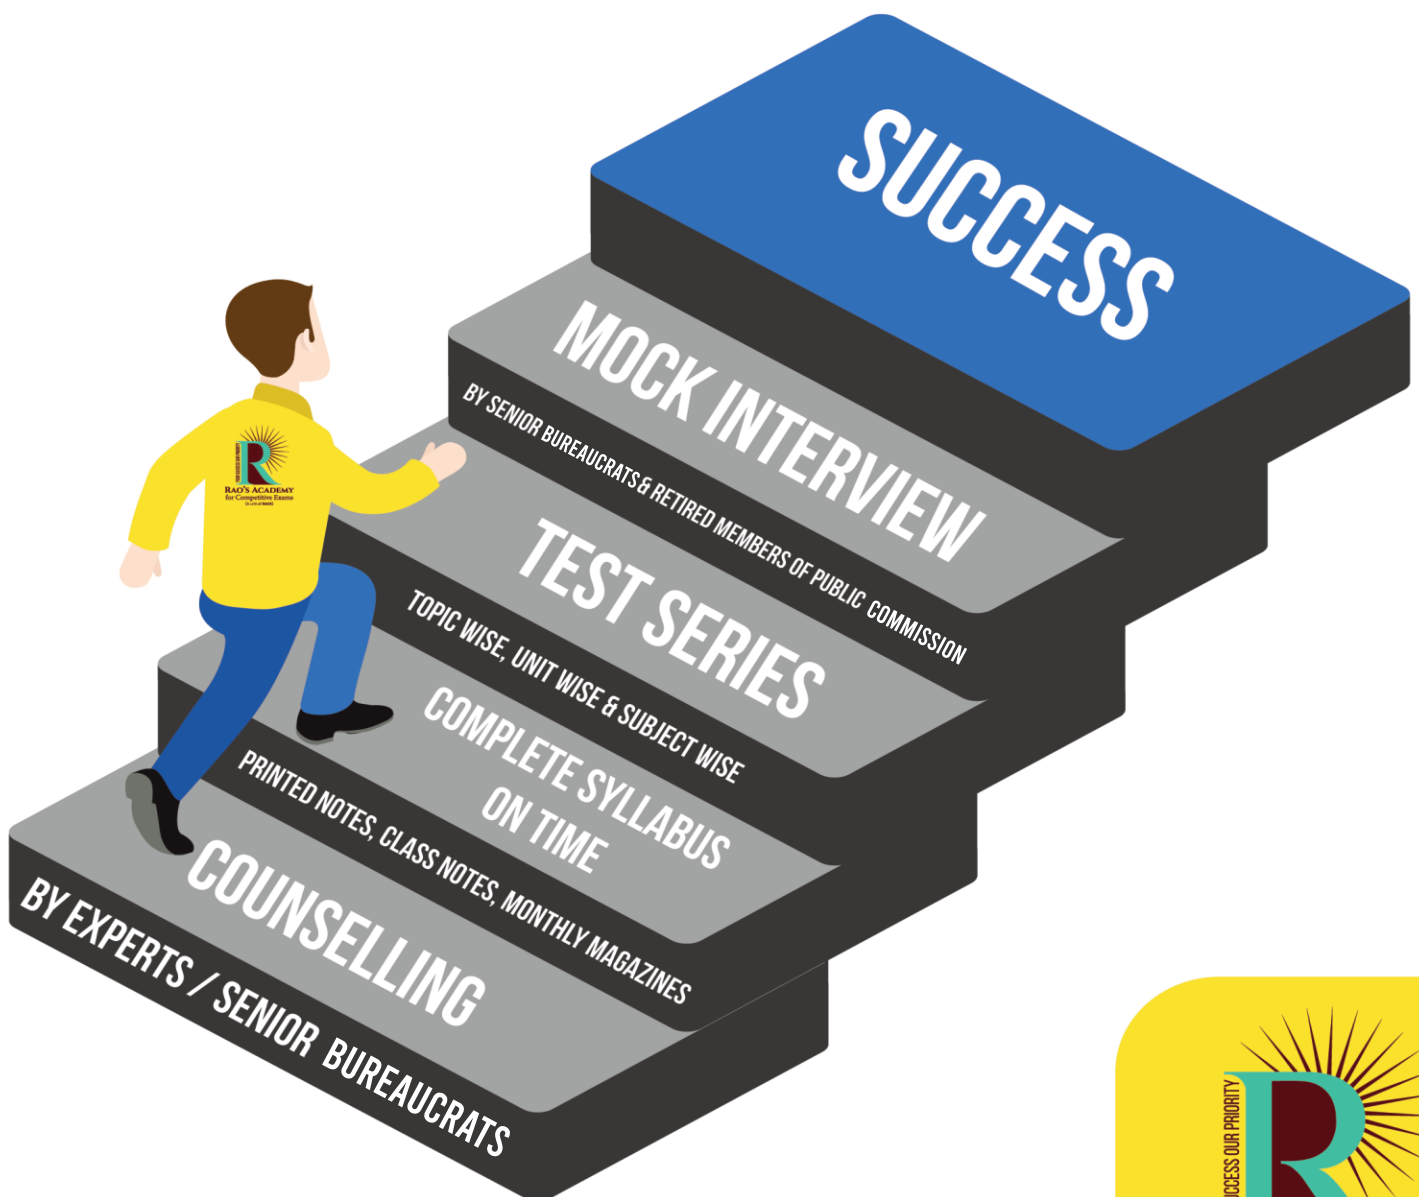 SUCCESS
MOCK INTERVIEW
BY SENIOR BUREAUCRATS & RETIRED MEMBERS OF PUBLIC COMMISSION
TEST SERIES
TOPIC WISE, UNIT WISE & SUBJECT WISE
COMPLETE SYLLABUS
ON TIME
PRINTED NOTES, CLASS NOTES, MONTHLY MAGAZINES
COUNSELLING
BY EXPERTS / SENIOR BUREAUCRATS
R
RAO'S ACADEMY
for Competitive Exams
OUR PRIORITY
R